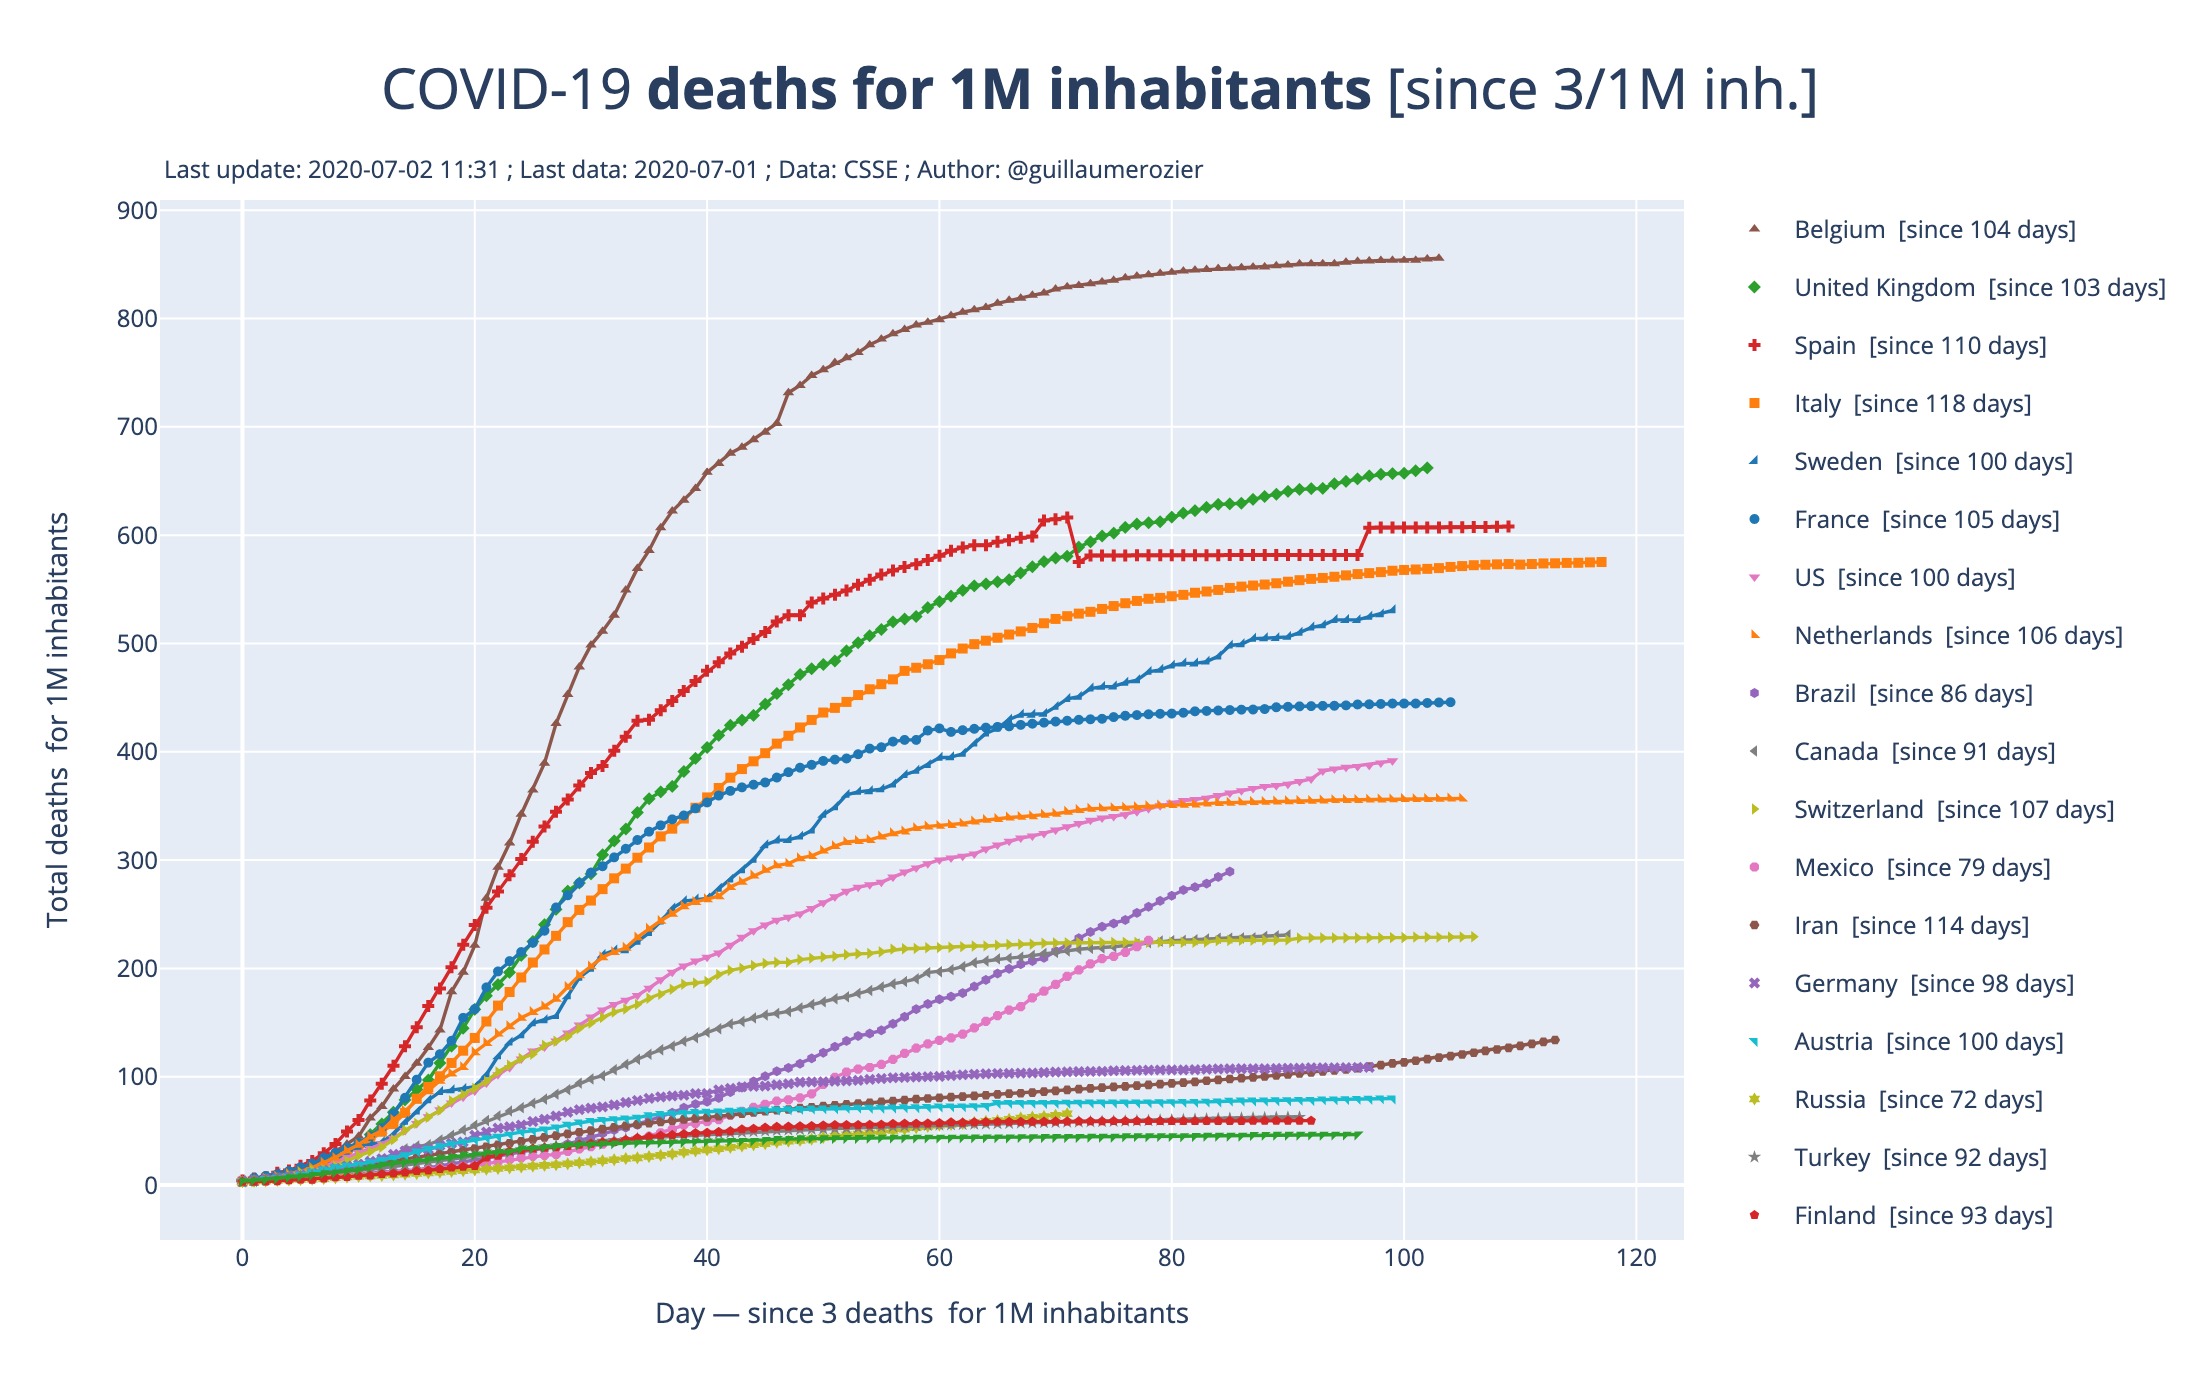 COVID-19 deaths for 1M inhabitants [since 3/1M inh.]
Last update: 2020-07-02 11:31 ; Last data: 2020-07-01 ; Data: CSSE ; Author: @guillaumerozier
Total deaths for 1M inhabitants
900
800
700
600
500
400
300
200
100
0
0 20 40 60 80 100 120
Day — since 3 deaths for 1M inhabitants
Belgium [since 104 days]
United Kingdom [since 103 days]
Spain [since 110 days]
Italy [since 118 days]
Sweden [since 100 days]
France [since 105 days]
US [since 100 days]
Netherlands [since 106 days]
Brazil [since 86 days]
Canada [since 91 days]
Switzerland [since 107 days]
Mexico [since 79 days]
Iran [since 114 days]
Germany [since 98 days]
Austria [since 100 days]
Russia [since 72 days]
Turkey [since 92 days]
Finland [since 93 days]